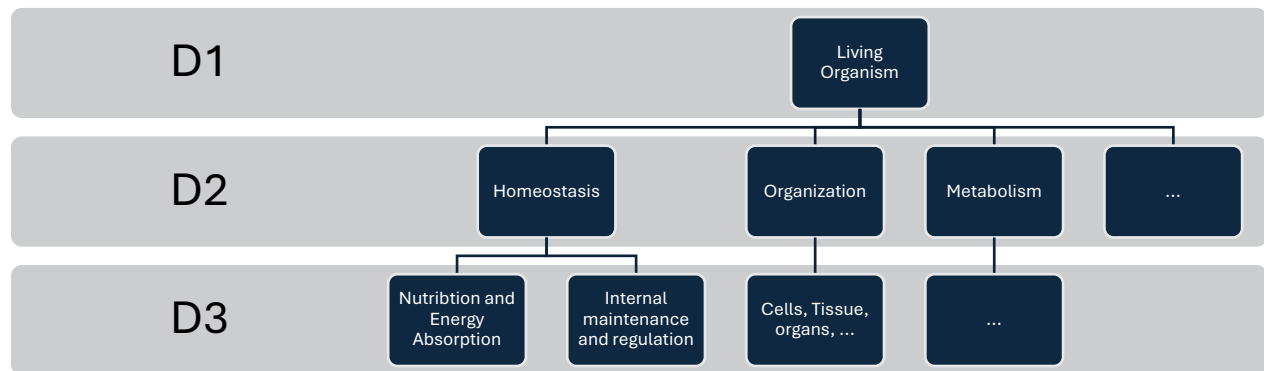 D1
Living
Organism
D2
Homeostasis
Organization
Metabolism
...
D3
Nutribtion and
Energy
Absorption
Internal
maintenance
and regulation
Cells, Tissue,
organs, ...
...